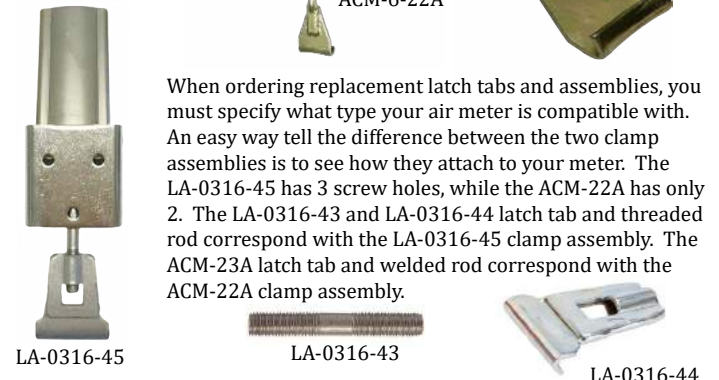 ACM-6-22A
When ordering replacement latch tabs and assemblies, you
must specify what type your air meter is compatible with.
An easy way tell the difference between the two clamp
assemblies is to see how they attach to your meter.  The
LA-0316-45 has 3 screw holes, while the ACM-22A has only
2.  The LA-0316-43 and LA-0316-44 latch tab and threaded
rod correspond with the LA-0316-45 clamp assembly.  The
ACM-23A latch tab and welded rod correspond with the
ACM-22A clamp assembly.
LA-0316-45
LA-0316-43
LA-0316-44